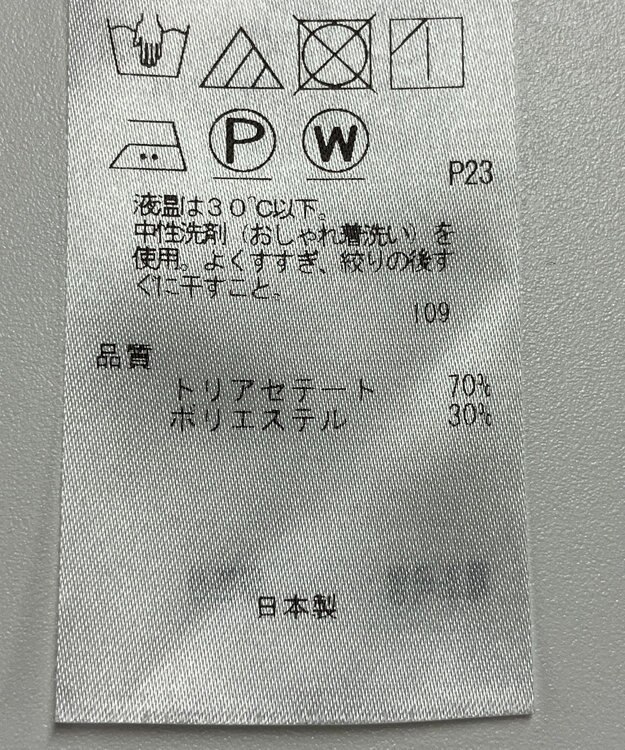 P W
P23
液温は30℃以下。
中性洗剤（おしゃれ着洗い）を
使用。よくすすぎ、絞りの後す
ぐに干すこと。
109
品質
トリアセテート 70%
ポリエステル 30%
日本製